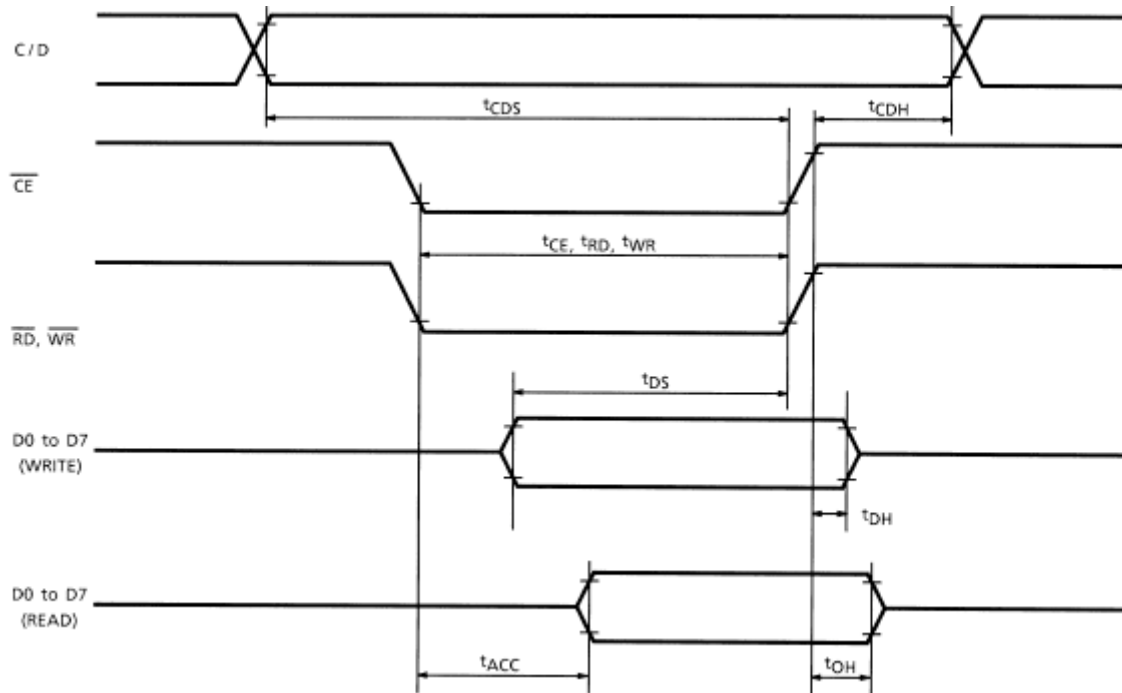 C/D
tCDS
tCDH
CE
tCE, tRD, tWR
RD, WR
tDS
D0 to D7
(WRITE)
tDH
D0 to D7
(READ)
tACC
tOH